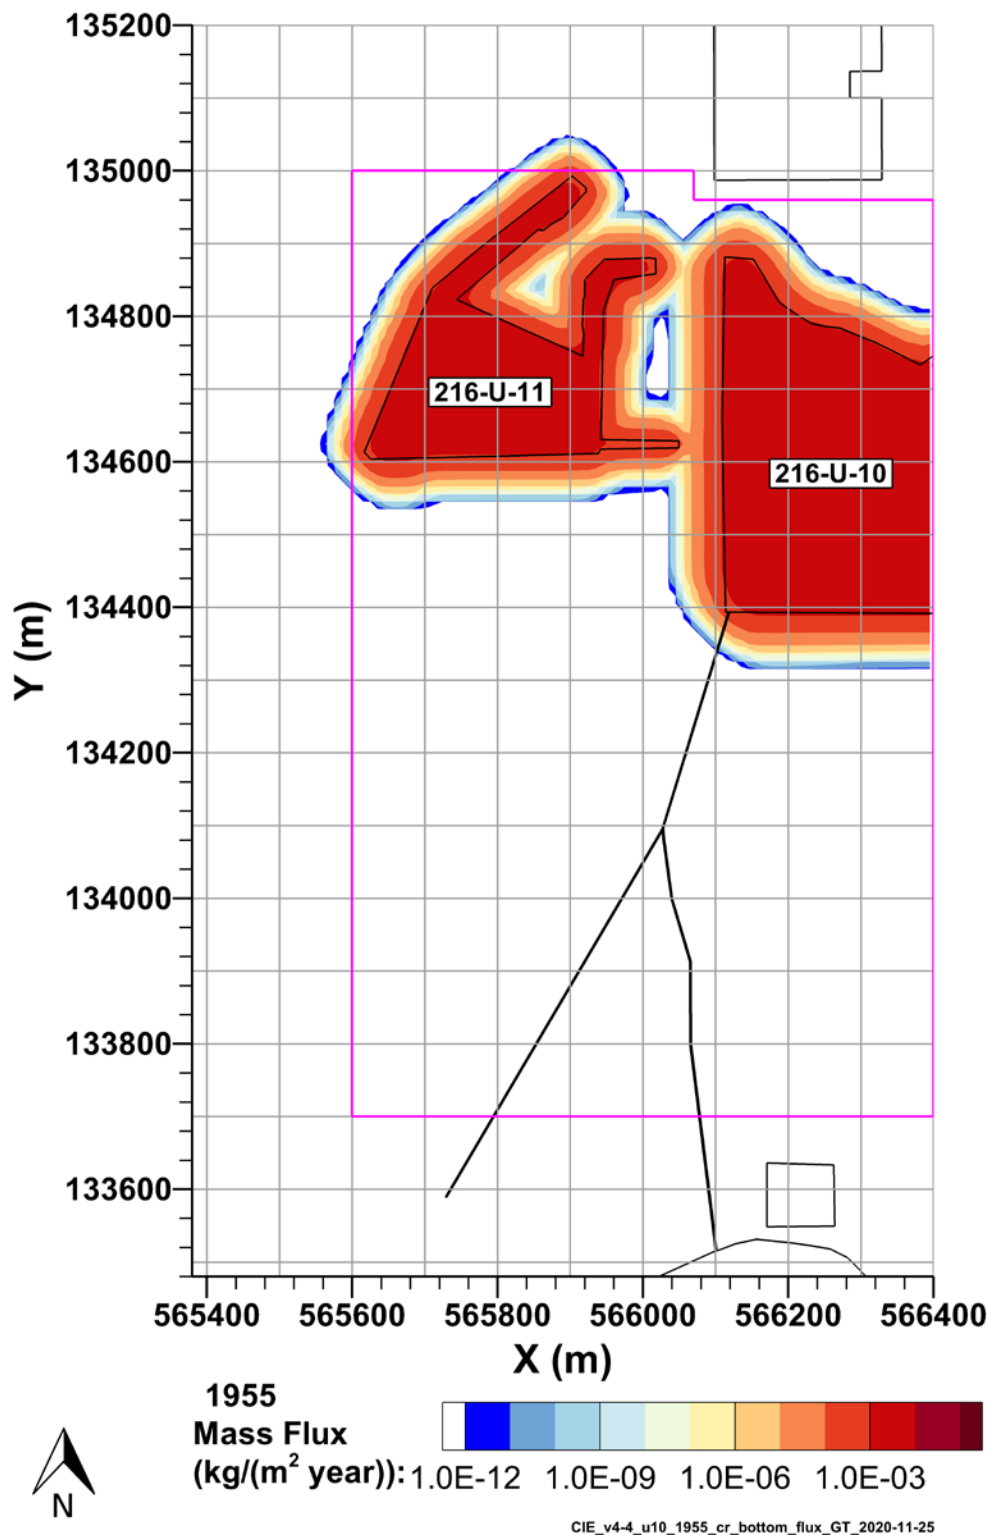 135200
135000
134800
134600
134400
134200
134000
133800
133600
Y (m)
216-U-11
216-U-10
565400 565600 565800 566000 566200 566400
X (m)
1955
Mass Flux
(kg/(m² year)):
1.0E-12 1.0E-09 1.0E-06 1.0E-03
N
CIE_v4-4_u10_1955_cr_bottom_flux_GT_2020-11-25